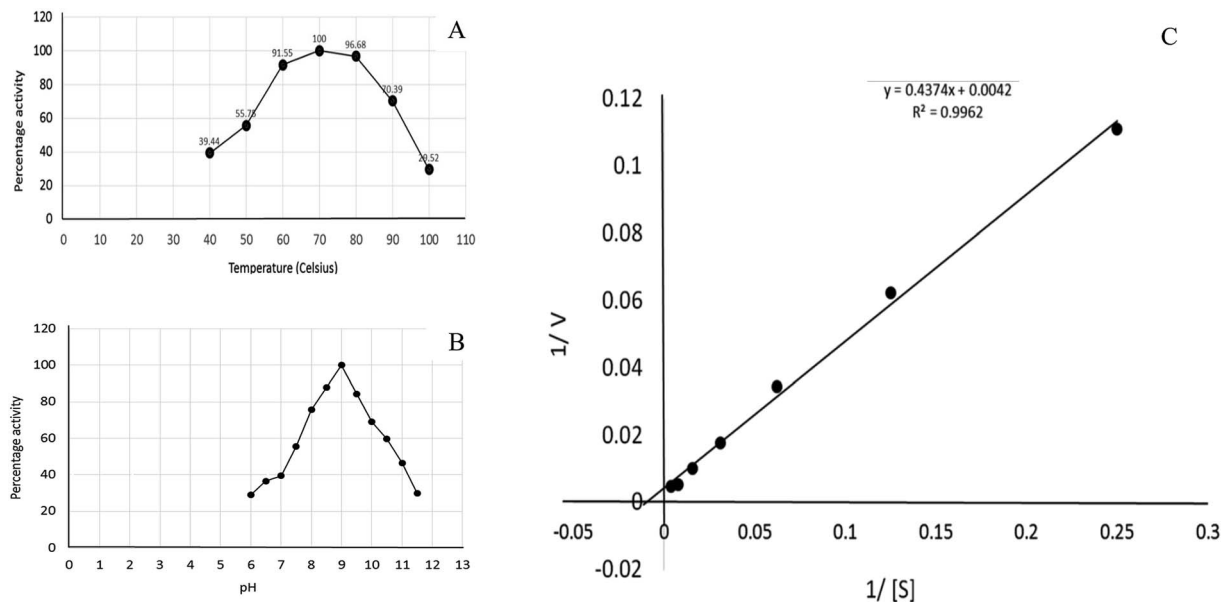 A
120
100
80
60
40
20
0
Percentage activity
39.44
55.75
91.55
100
96.68
70.39
29.52
0 10 20 30 40 50 60 70 80 90 100 110
Temperature (Celsius)
B
120
100
80
60
40
20
0
Percentage activity
0 1 2 3 4 5 6 7 8 9 10 11 12 13
pH
C
y = 0.4374x + 0.0042
R² = 0.9962
0.12
0.1
0.08
0.06
0.04
0.02
0
-0.02
1/ V
-0.05 0 0.05 0.1 0.15 0.2 0.25 0.3
1/ [S]